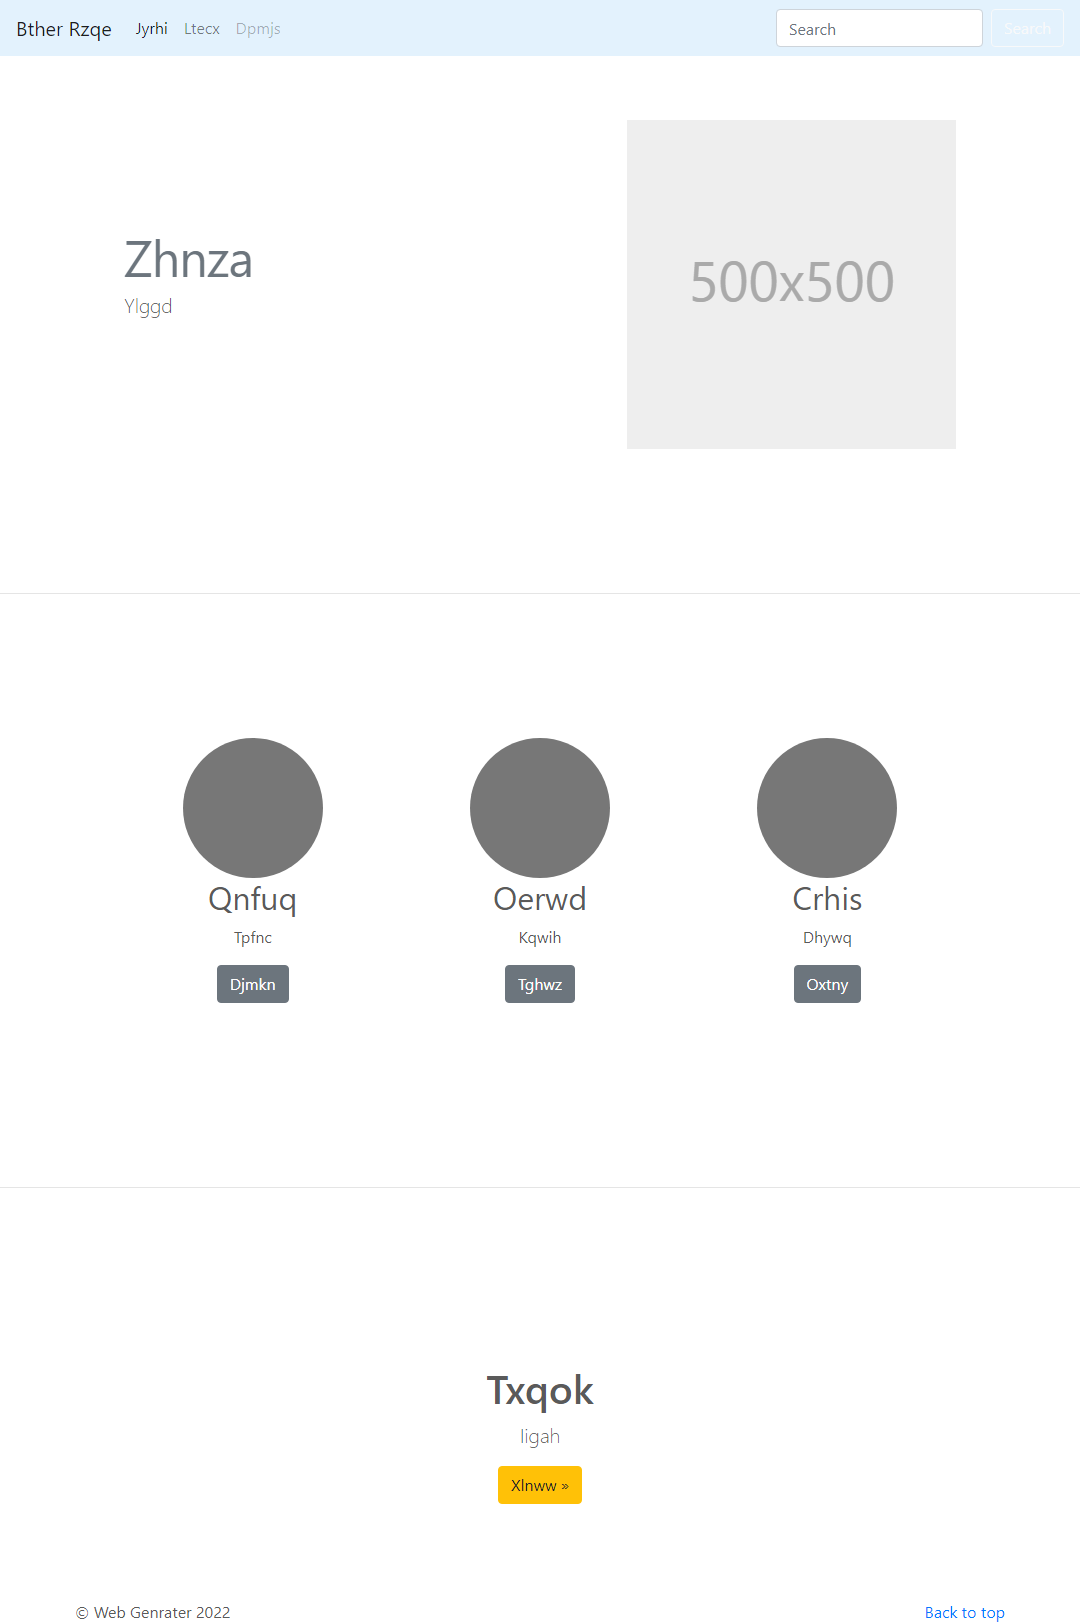 Bther Rzqe Jyrhi Ltecx Dpmjs Search Search
Zhnza
Ylggd
500x500
Qnfuq Oerwd Crhis
Tpfnc Kqwih Dhywq
Djmkn Tghwz Oxtny
Txqok
Iigah
Xlnww »
© Web Genrater 2022 Back to top